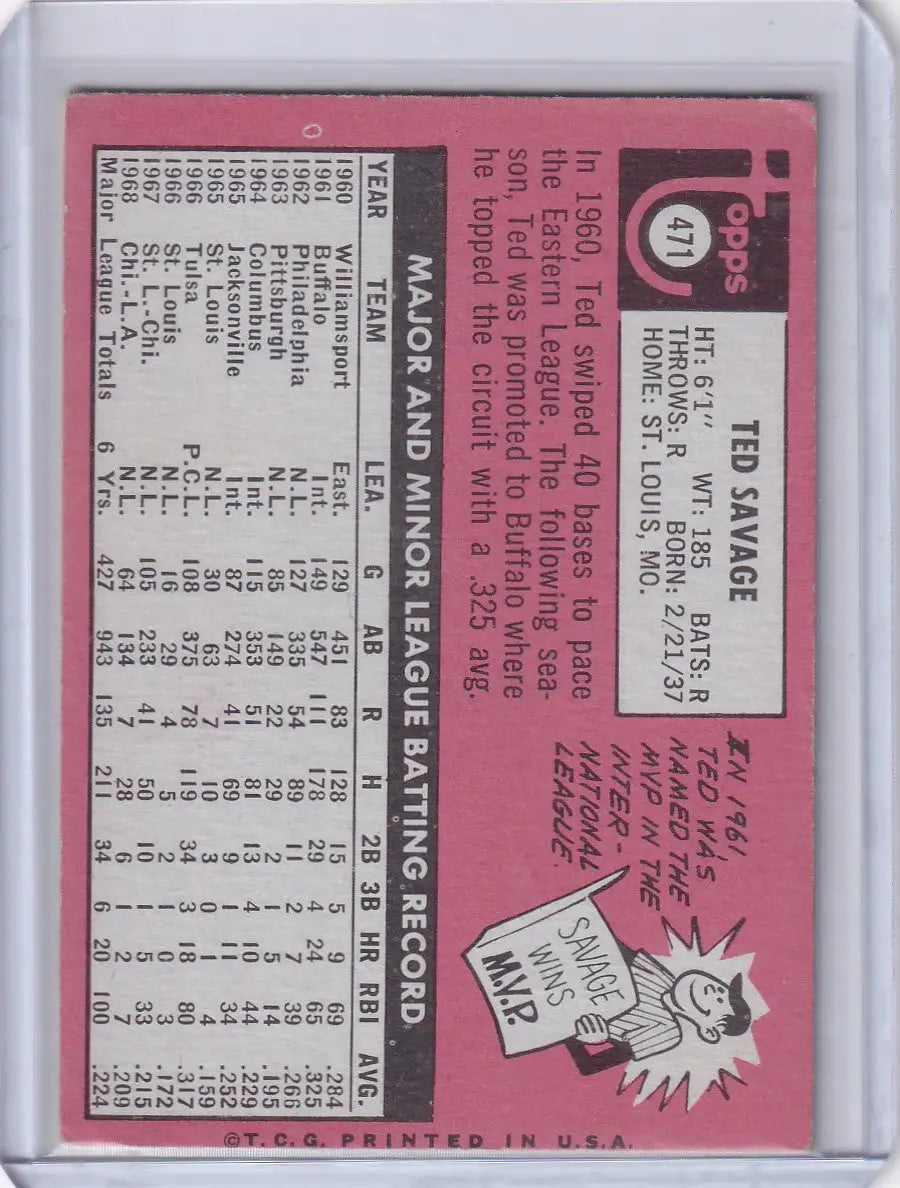 Topps
471
TED SAVAGE
HT: 6'1" WT: 185 BATS: R
THROWS: R BORN: 2/21/37
HOME: ST. LOUIS, MO.
In 1960, Ted swiped 40 bases to pace
the Eastern League. The following sea-
son, Ted was promoted to Buffalo where
he topped the circuit with a .325 avg.
IN 1961
TED WAS
NAMED THE
MVP IN THE
INTER-
NATIONAL
LEAGUE.
SAVAGE
WINS
M.V.P.
MAJOR AND MINOR LEAGUE BATTING RECORD
YEAR TEAM LEA. G AB R H 2B 3B HR RBI AVG.
1960 Williamsport East. 129 451 83 128 15 5 9 69 .284
1961 Buffalo Int. 149 547 111 178 29 4 24 65 .325
1962 Philadelphia N.L. 127 335 54 89 11 2 7 39 .266
1963 Pittsburgh N.L. 85 149 22 29 2 1 5 14 .195
1964 Columbus Int. 115 353 51 81 13 4 10 44 .229
1965 Jacksonville Int. 87 274 41 69 9 1 11 34 .252
1965 St. Louis N.L. 30 63 7 10 3 0 1 4 .159
1966 Tulsa P.C.L. 108 375 78 119 34 3 18 80 .317
1966 St. Louis N.L. 16 29 4 5 2 1 0 3 .172
1967 St. L.-Chi. N.L. 105 233 41 50 10 1 5 33 .215
1968 Chi.-L.A. N.L. 64 134 7 28 6 1 2 7 .209
Major League Totals 6 Yrs. 427 943 135 211 34 6 20 100 .224
©T.C.G. PRINTED IN U.S.A.